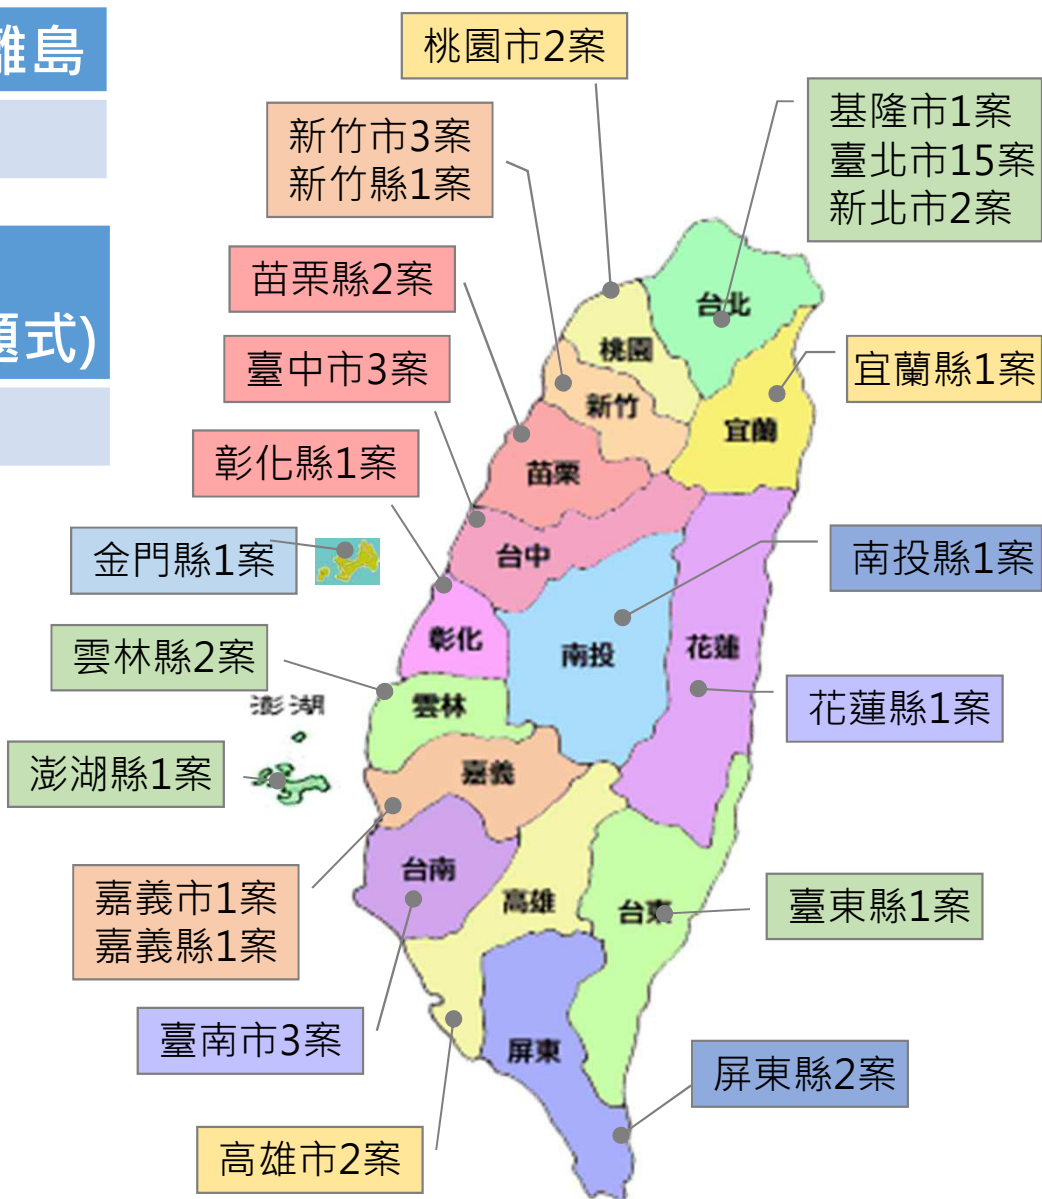 離島
題式)
桃園市2案
新竹市3案
新竹縣1案
基隆市1案
臺北市15案
新北市2案
苗栗縣2案
臺中市3案
彰化縣1案
金門縣1案
雲林縣2案
澎湖
澎湖縣1案
嘉義市1案
嘉義縣1案
臺南市3案
高雄市2案
宜蘭縣1案
南投縣1案
花蓮縣1案
臺東縣1案
屏東縣2案
台北
桃園
新竹
宜蘭
苗栗
台中
彰化
南投
花蓮
雲林
嘉義
台南
高雄
台東
屏東